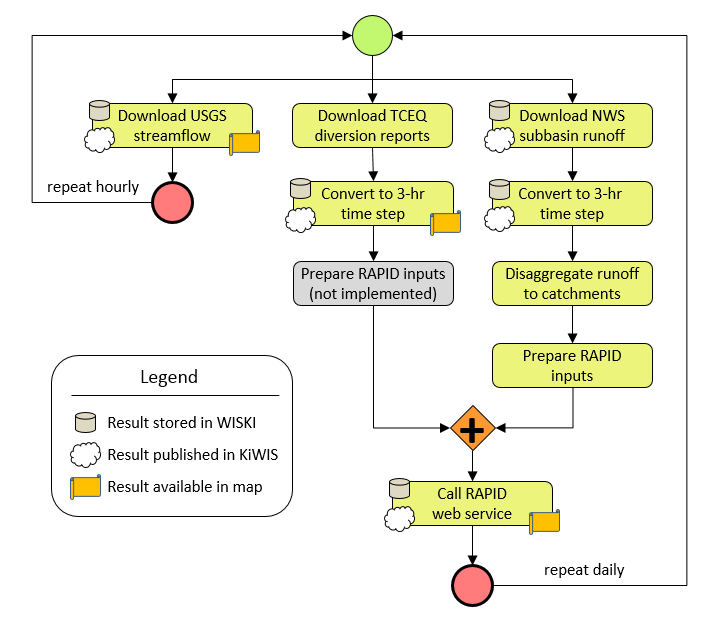 Download USGS
streamflow
Download TCEQ
diversion reports
Download NWS
subbasin runoff
repeat hourly
Convert to 3-hr
time step
Convert to 3-hr
time step
Prepare RAPID inputs
(not implemented)
Disaggregate runoff
to catchments
Prepare RAPID
inputs
Legend
Result stored in WISKI
Result published in KiWIS
Result available in map
Call RAPID
web service
repeat daily